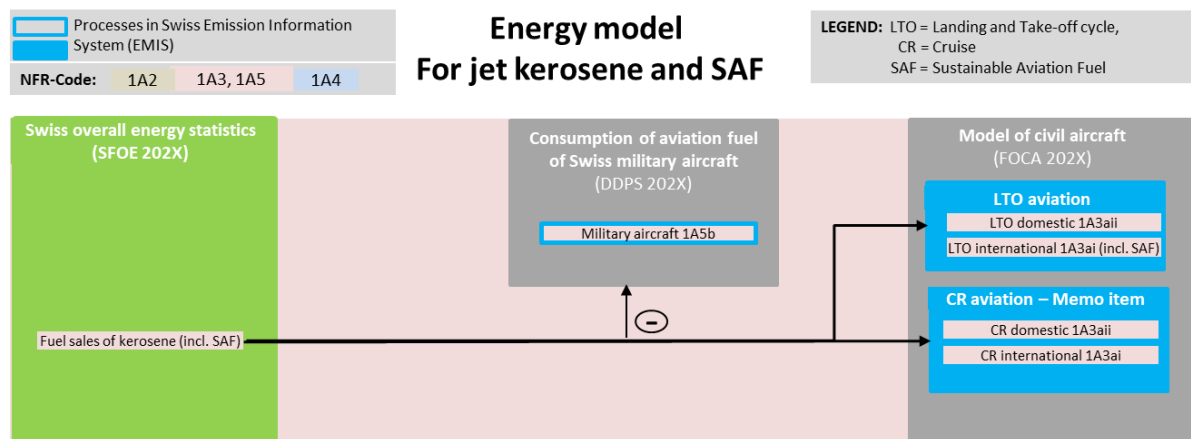 Processes in Swiss Emission Information
System (EMIS)
NFR-Code: 1A2 1A3, 1A5 1A4
Energy model
For jet kerosene and SAF
LEGEND: LTO = Landing and Take-off cycle,
CR = Cruise
SAF = Sustainable Aviation Fuel
Swiss overall energy statistics
(SFOE 202X)
Fuel sales of kerosene (incl. SAF)
Consumption of aviation fuel
of Swiss military aircraft
(DDPS 202X)
Military aircraft 1A5b
-
Model of civil aircraft
(FOCA 202X)
LTO aviation
LTO domestic 1A3aii
LTO international 1A3ai (incl. SAF)
CR aviation – Memo item
CR domestic 1A3aii
CR international 1A3ai